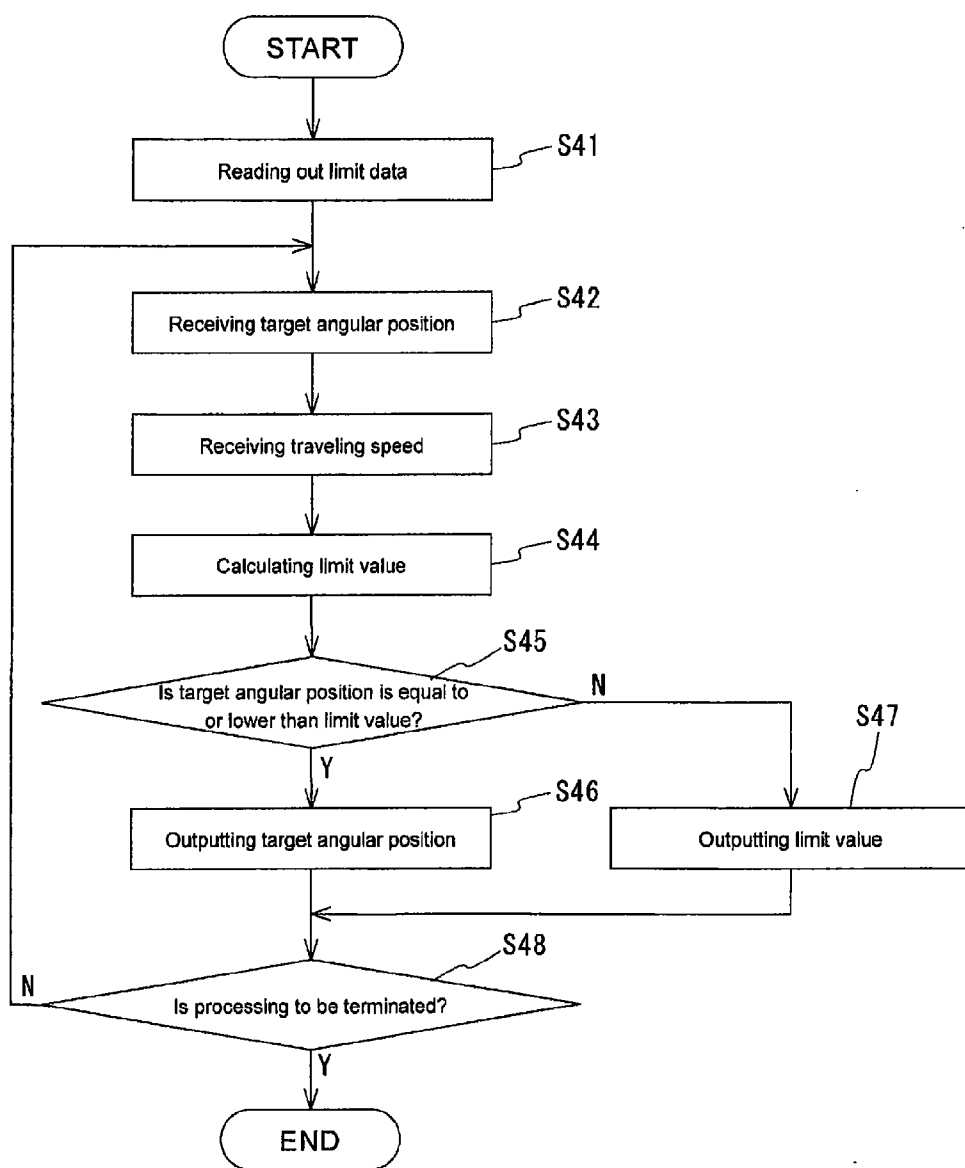 START
S41
Reading out limit data
S42
Receiving target angular position
S43
Receiving traveling speed
S44
Calculating limit value
S45
Is target angular position is equal to
or lower than limit value?
N
Y
S47
S46
Outputting target angular position
Outputting limit value
S48
N
Is processing to be terminated?
Y
END